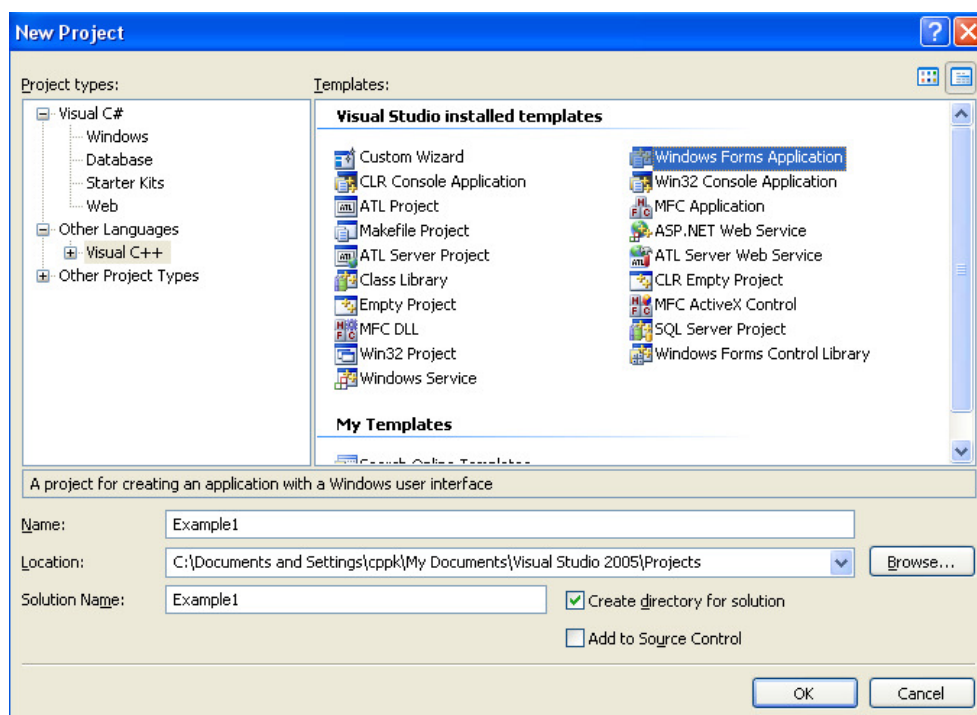 New Project
Project types:
Templates:
Visual C#
Windows
Database
Starter Kits
Web
Other Languages
Visual C++
Other Project Types
Visual Studio installed templates
Custom Wizard
Windows Forms Application
CLR Console Application
Win32 Console Application
ATL Project
MFC Application
Makefile Project
ASP.NET Web Service
ATL Server Project
ATL Server Web Service
Class Library
CLR Empty Project
Empty Project
MFC ActiveX Control
MFC DLL
SQL Server Project
Win32 Project
Windows Forms Control Library
Windows Service
My Templates
Search Online Templates
A project for creating an application with a Windows user interface
Name:
Example1
Location:
C:\Documents and Settings\cppk\My Documents\Visual Studio 2005\Projects
Browse...
Solution Name:
Example1
Create directory for solution
Add to Source Control
OK
Cancel